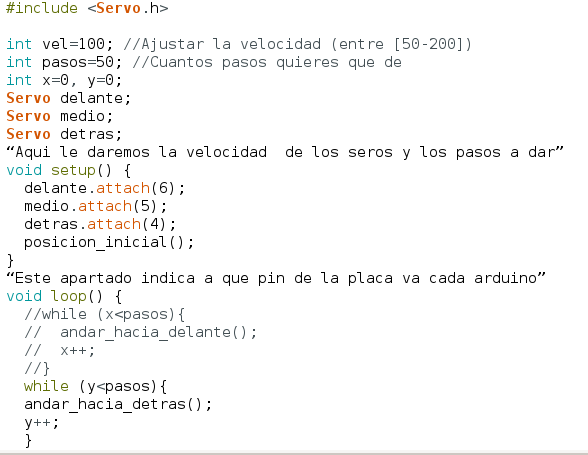 #include <Servo.h>
int vel=100; //Ajustar la velocidad (entre [50-200])
int pasos=50; //Cuantos pasos quieres que de
int x=0, y=0;
Servo delante;
Servo medio;
Servo detras;
“Aqui le daremos la velocidad  de los seros y los pasos a dar”
void setup() {
  delante.attach(6);
  medio.attach(5);
  detras.attach(4);
  posicion_inicial();
}
“Este apartado indica a que pin de la placa va cada arduino”
void loop() {
  //while (x<pasos){
  //  andar_hacia_delante();
  //  x++;
  //}
  while (y<pasos){
  andar_hacia_detras();
  y++;
  }